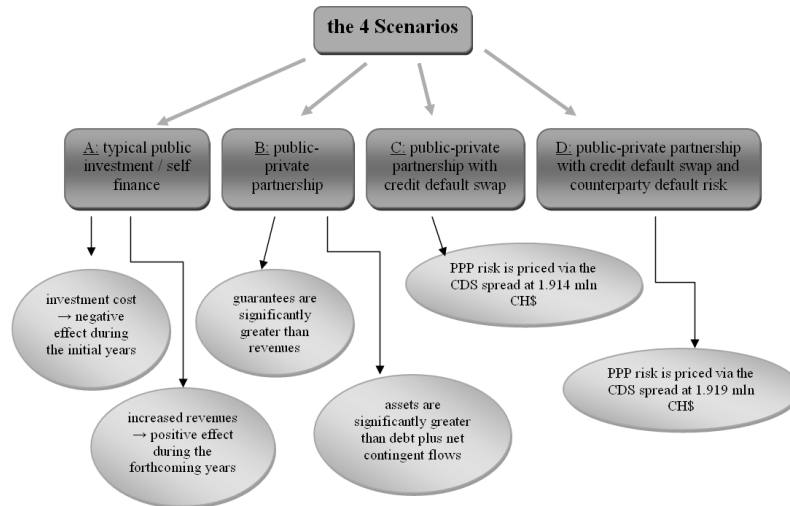 the 4 Scenarios
A: typical public
investment / self
finance
B: public-
private
partnership
C: public-private
partnership with
credit default swap
D: public-private partnership
with credit default swap and
counterparty default risk
investment cost
→ negative
effect during
the initial years
increased revenues
→ positive effect
during the
forthcoming years
guarantees are
significantly
greater than
revenues
assets are
significantly greater
than debt plus net
contingent flows
PPP risk is priced via the
CDS spread at 1.914 mln
CH$
PPP risk is priced via the
CDS spread at 1.919 mln
CH$